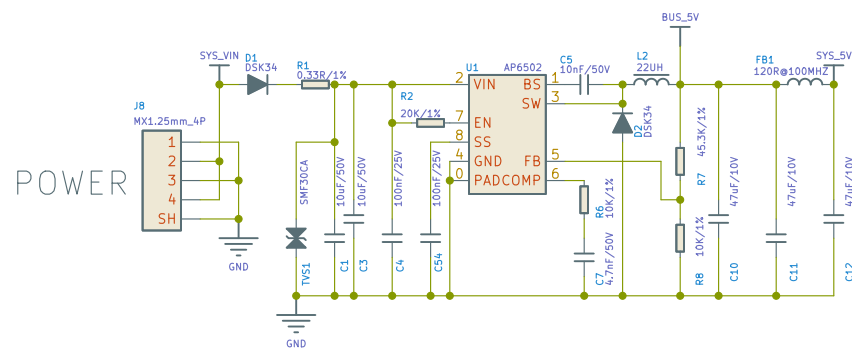 BUS_5V
SYS_VIN
D1
DSK34
R1
0.33R/1%
U1
AP6502
C5
10nF/50V
L2
22UH
FB1
120R@100MHZ
SYS_5V
J8
MX1.25mm_4P
1
2
3
4
SH
POWER
GND
SMF30CA
TVS1
GND
10uF/50V
C1
10uF/50V
C3
R2
20K/1%
100nF/25V
C4
100nF/25V
C54
2 VIN
7 EN
8 SS
4 GND
0 PAD
BS 1
SW 3
FB 5
COMP 6
D2
DSK34
R6
10K/1%
C7
4.7nF/50V
45.3K/1%
R7
10K/1%
R8
47uF/10V
C10
47uF/10V
C11
47uF/10V
C12